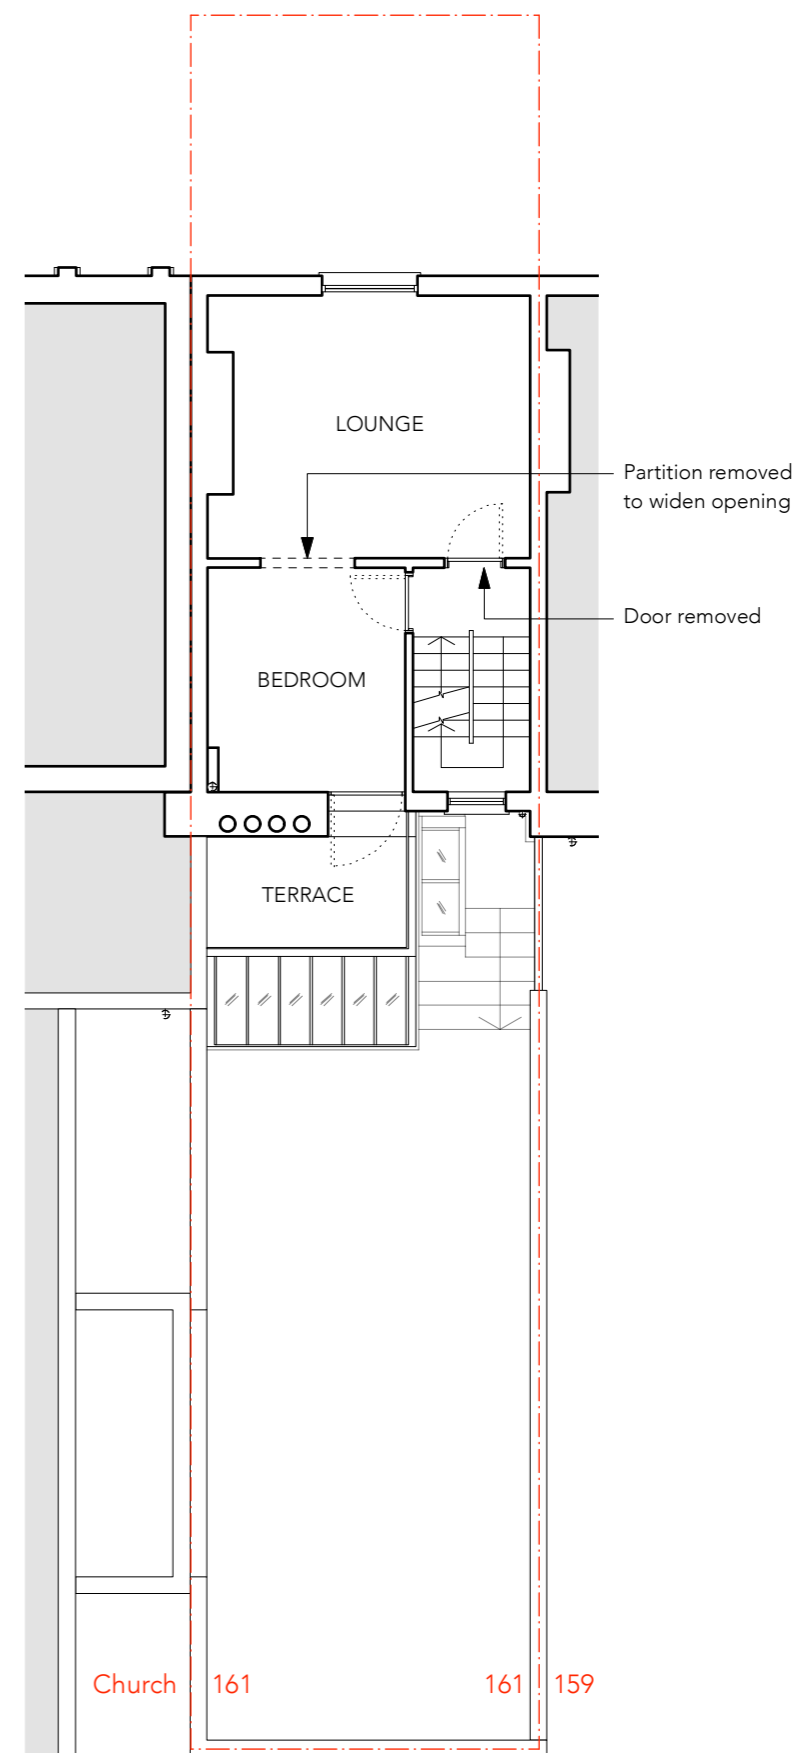 LOUNGE
Partition removed
to widen opening
Door removed
BEDROOM
TERRACE
Church 161 161 159